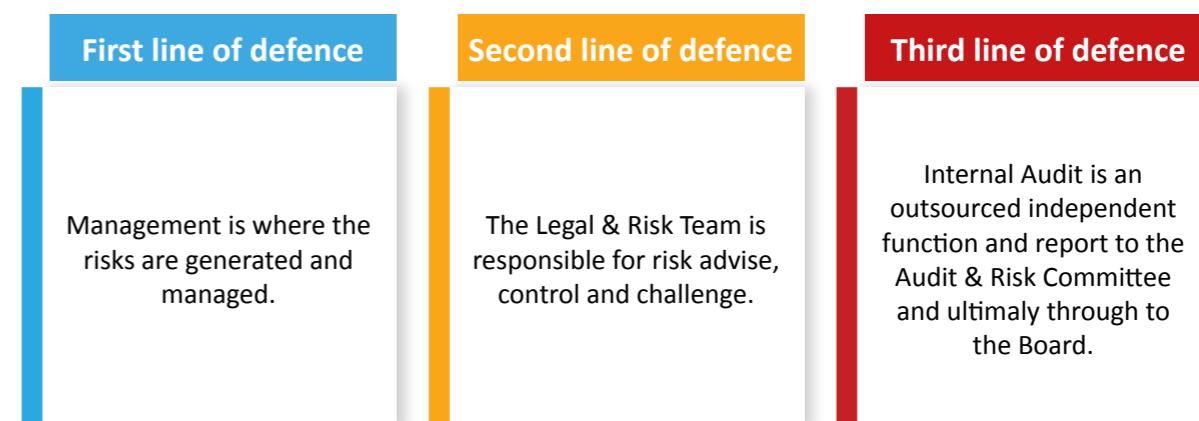 First line of defence
Management is where the
risks are generated and
managed.
Second line of defence
The Legal & Risk Team is
responsible for risk advise,
control and challenge.
Third line of defence
Internal Audit is an
outsourced independent
function and report to the
Audit & Risk Committee
and ultimaly through to
the Board.